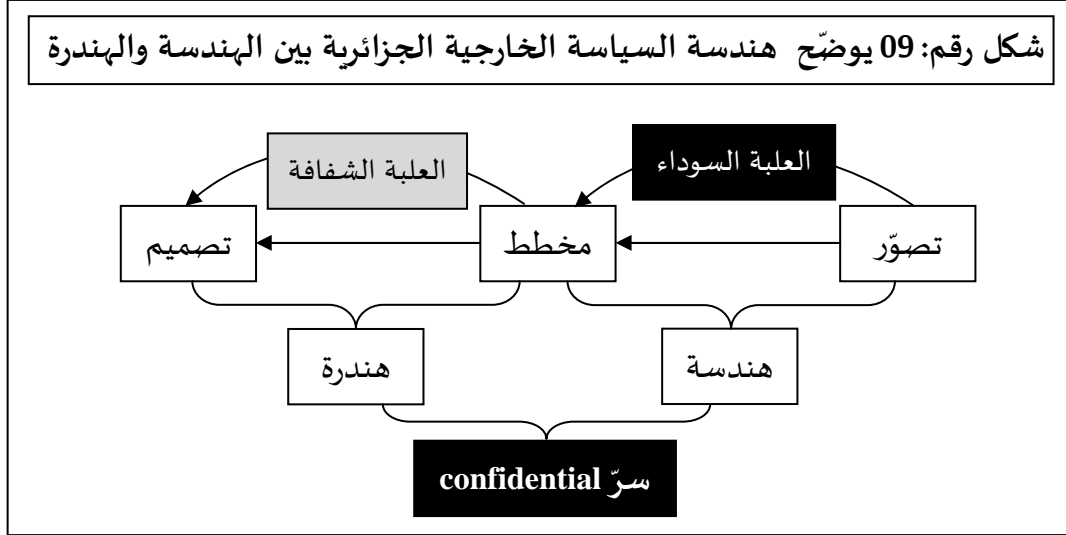 شكل رقم: 09 يوضّح هندسة السياسة الخارجية الجزائرية بين الهندسة والهندرة
العلبة السوداء
العلبة الشفافة
تصوّر
مخطط
تصميم
هندسة
هندرة
سرّ confidential